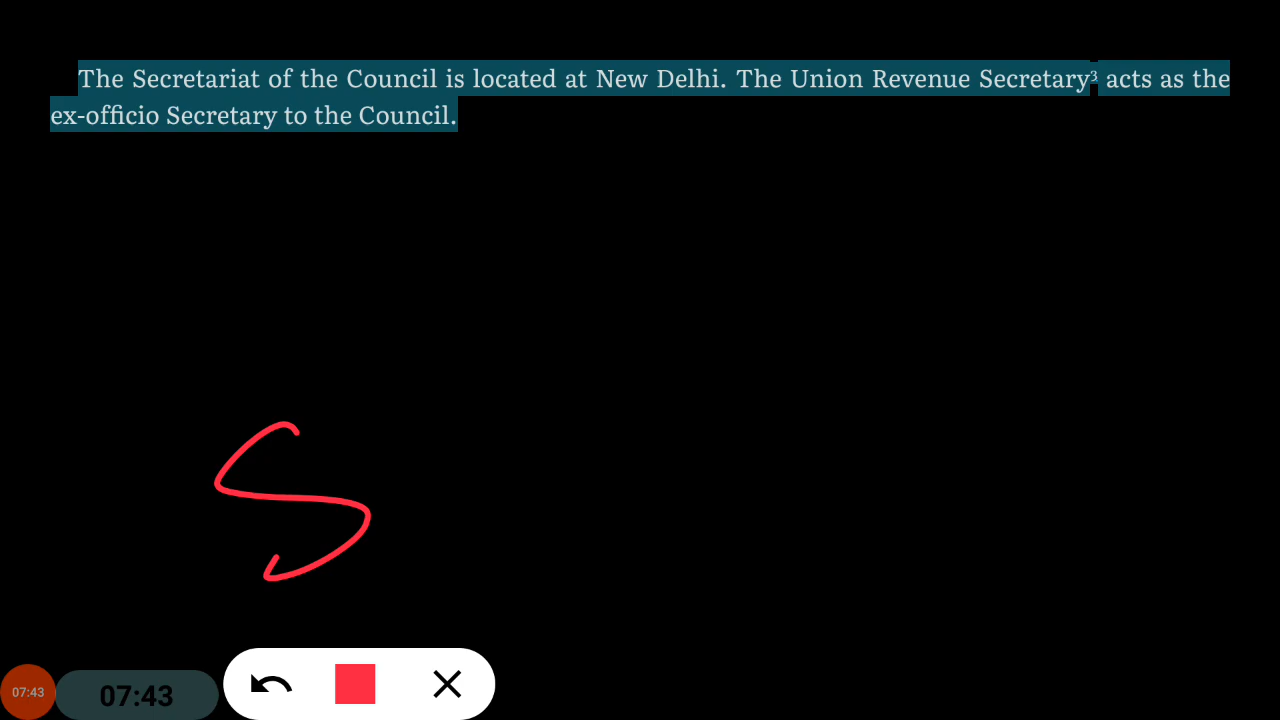 The Secretariat of the Council is located at New Delhi. The Union Revenue Secretary³ acts as the
ex-officio Secretary to the Council.
S
07:43
07:43